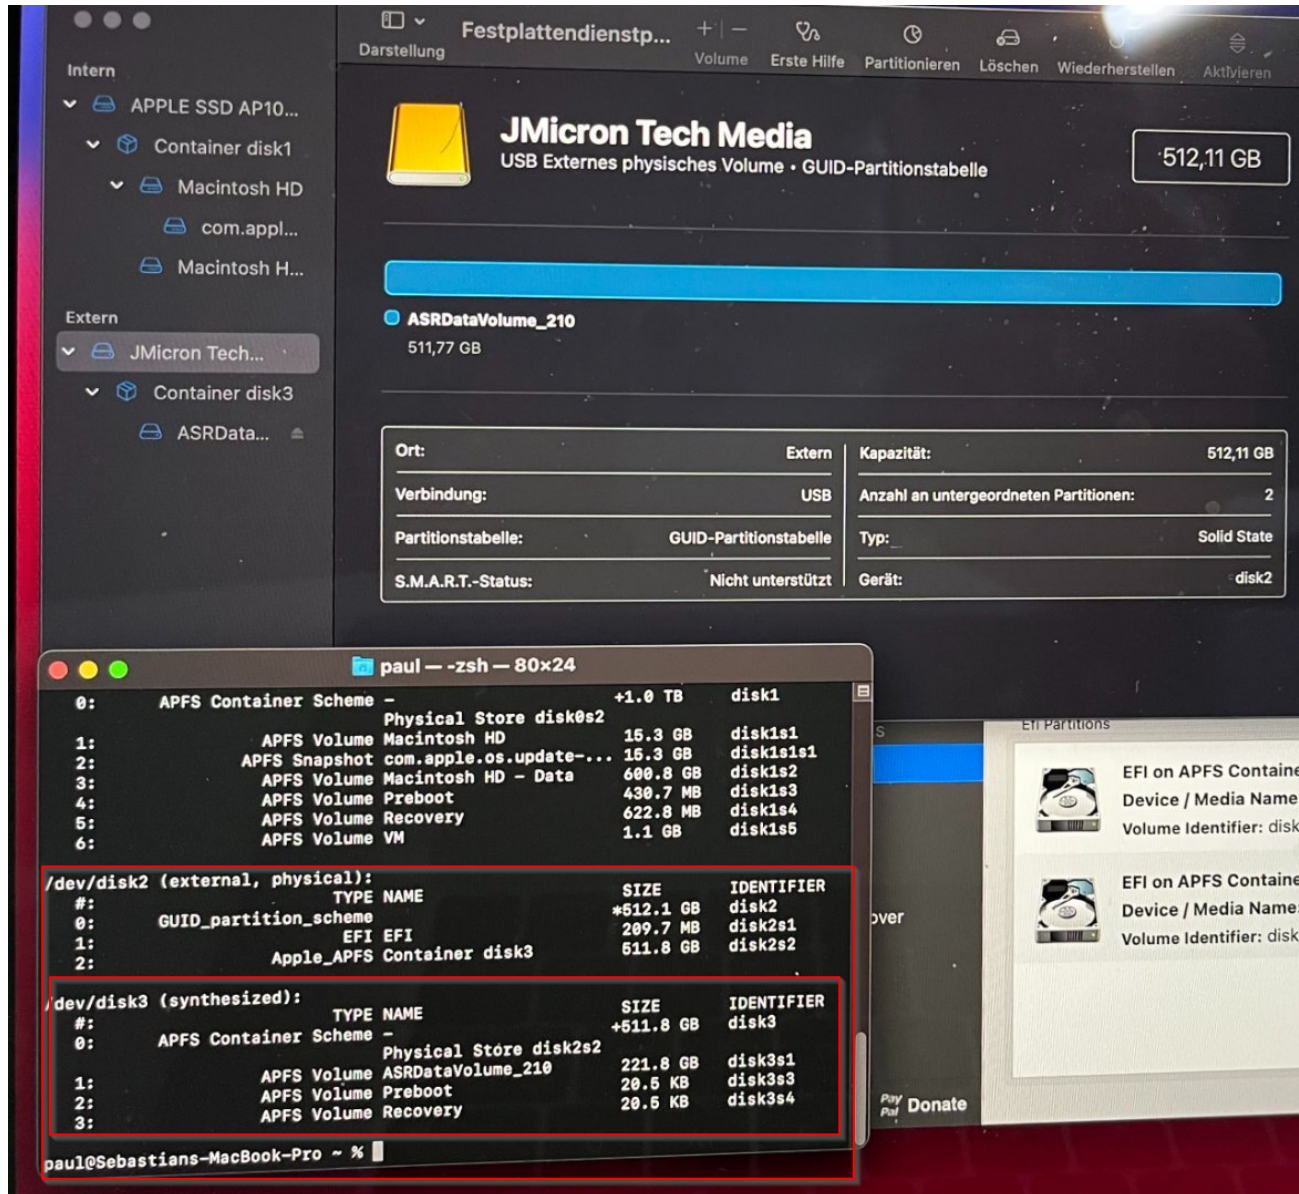 Darstellung
Festplattendienstp...
Volume
Erste Hilfe
Partitionieren
Löschen
Wiederherstellen
Aktivieren
Intern
APPLE SSD AP10...
Container disk1
Macintosh HD
com.appl...
Macintosh H...
Extern
JMicron Tech...
Container disk3
ASRData...
JMicron Tech Media
USB Externes physisches Volume • GUID-Partitionstabelle
512,11 GB
ASRDataVolume_210
511,77 GB
Ort: Extern
Verbindung: USB
Partitionstabelle: GUID-Partitionstabelle
S.M.A.R.T.-Status: Nicht unterstützt
Kapazität: 512,11 GB
Anzahl an untergeordneten Partitionen: 2
Typ: Solid State
Gerät: disk2
paul — -zsh — 80×24
0: APFS Container Scheme - +1.0 TB disk1
Physical Store disk0s2
1: APFS Volume Macintosh HD 15.3 GB disk1s1
2: APFS Snapshot com.apple.os.update-... 15.3 GB disk1s1s1
3: APFS Volume Macintosh HD - Data 600.8 GB disk1s2
4: APFS Volume Preboot 430.7 MB disk1s3
5: APFS Volume Recovery 622.8 MB disk1s4
6: APFS Volume VM 1.1 GB disk1s5
/dev/disk2 (external, physical):
#: TYPE NAME SIZE IDENTIFIER
0: GUID_partition_scheme *512.1 GB disk2
1: EFI EFI 209.7 MB disk2s1
2: Apple_APFS Container disk3 511.8 GB disk2s2
/dev/disk3 (synthesized):
#: TYPE NAME SIZE IDENTIFIER
0: APFS Container Scheme - +511.8 GB disk3
Physical Store disk2s2
1: APFS Volume ASRDataVolume_210 221.8 GB disk3s1
2: APFS Volume Preboot 20.5 KB disk3s3
3: APFS Volume Recovery 20.5 KB disk3s4
paul@Sebastians-MacBook-Pro ~ %
S
over
Pay
Pal
Donate
Efi Partitions
EFI on APFS Containe
Device / Media Name
Volume Identifier: disk
EFI on APFS Containe
Device / Media Name:
Volume Identifier: disk